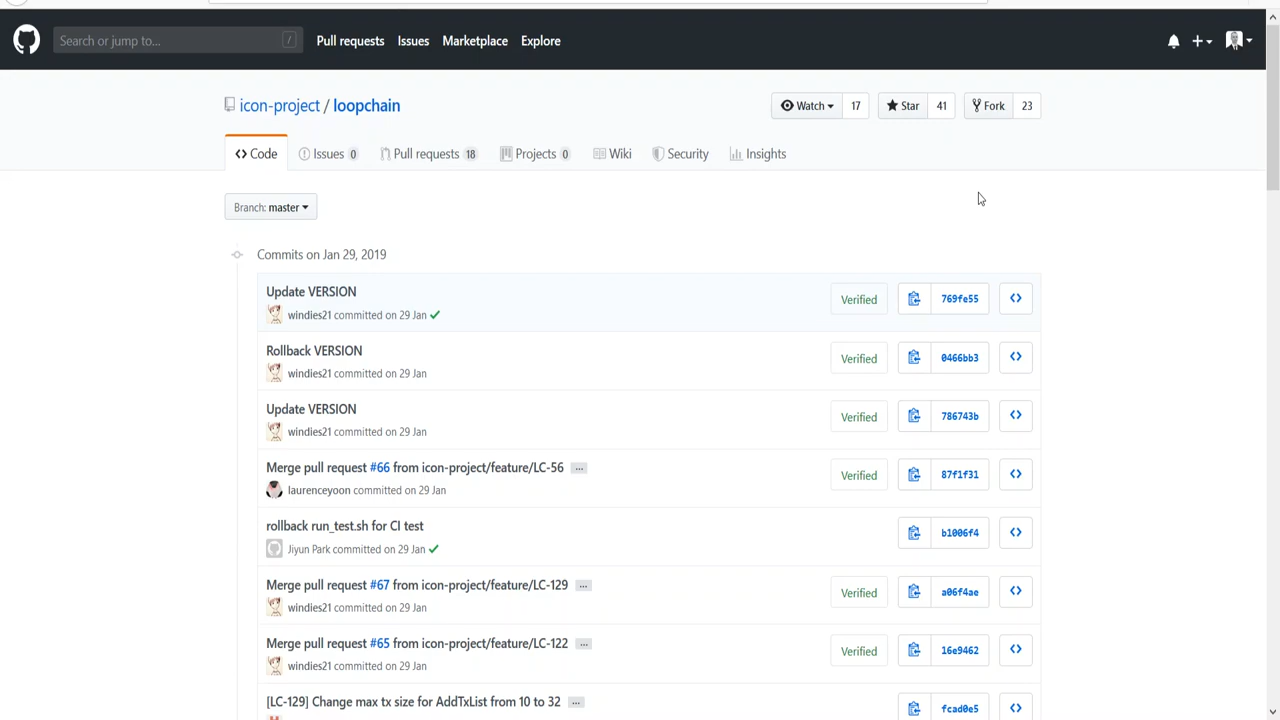 Search or jump to... /
Pull requests Issues Marketplace Explore
icon-project / loopchain
Watch 17 Star 41 Fork 23
Code Issues 0 Pull requests 18 Projects 0 Wiki Security Insights
Branch: master
Commits on Jan 29, 2019
Update VERSION
windies21 committed on 29 Jan
Verified 769fe55
Rollback VERSION
windies21 committed on 29 Jan
Verified 0466bb3
Update VERSION
windies21 committed on 29 Jan
Verified 786743b
Merge pull request #66 from icon-project/feature/LC-56 ...
laurenceyoon committed on 29 Jan
Verified 87f1f31
rollback run_test.sh for CI test
Jiyun Park committed on 29 Jan
b1006f4
Merge pull request #67 from icon-project/feature/LC-129 ...
windies21 committed on 29 Jan
Verified a06f4ae
Merge pull request #65 from icon-project/feature/LC-122 ...
windies21 committed on 29 Jan
Verified 16e9462
[LC-129] Change max tx size for AddTxList from 10 to 32 ...
fcad0e5